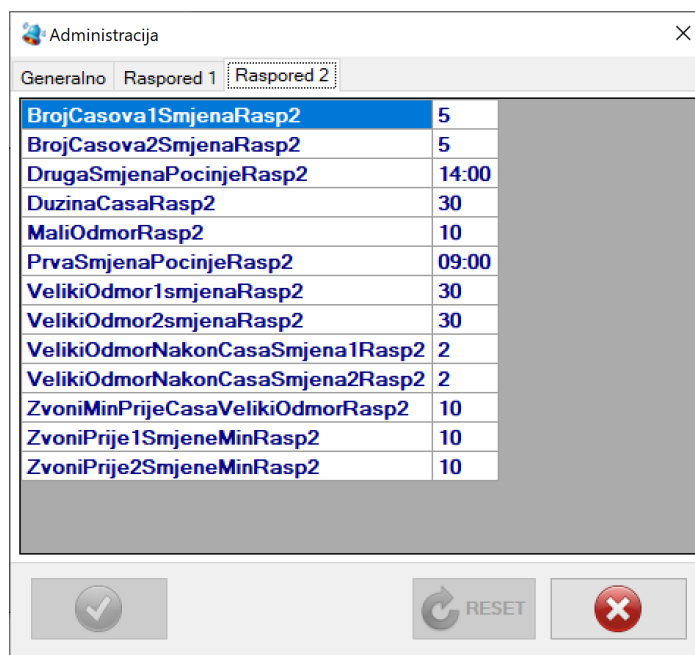 Administracija
Generalno Raspored 1 Raspored 2
BrojCasova1SmjenaRasp2 5
BrojCasova2SmjenaRasp2 5
DrugaSmjenaPocinjeRasp2 14:00
DuzinaCasaRasp2 30
MaliOdmorRasp2 10
PrvaSmjenaPocinjeRasp2 09:00
VelikiOdmor1smjenaRasp2 30
VelikiOdmor2smjenaRasp2 30
VelikiOdmorNakonCasaSmjena1Rasp2 2
VelikiOdmorNakonCasaSmjena2Rasp2 2
ZvoniMinPrijeCasaVelikiOdmorRasp2 10
ZvoniPrije1SmjeneMinRasp2 10
ZvoniPrije2SmjeneMinRasp2 10
RESET